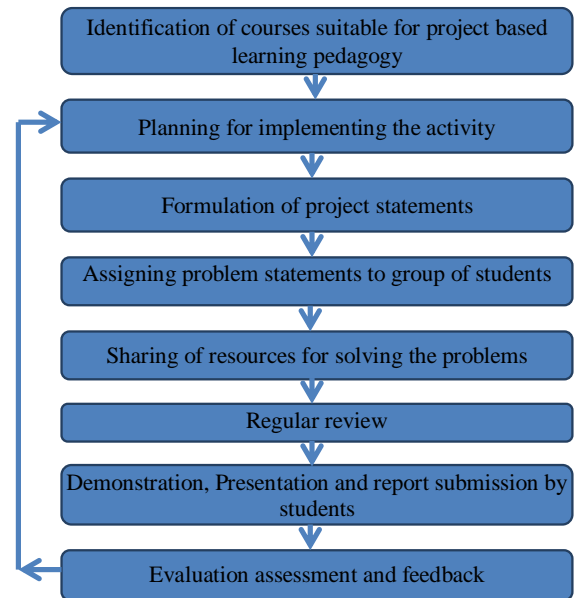 Identification of courses suitable for project based
learning pedagogy
Planning for implementing the activity
Formulation of project statements
Assigning problem statements to group of students
Sharing of resources for solving the problems
Regular review
Demonstration, Presentation and report submission by
students
Evaluation assessment and feedback